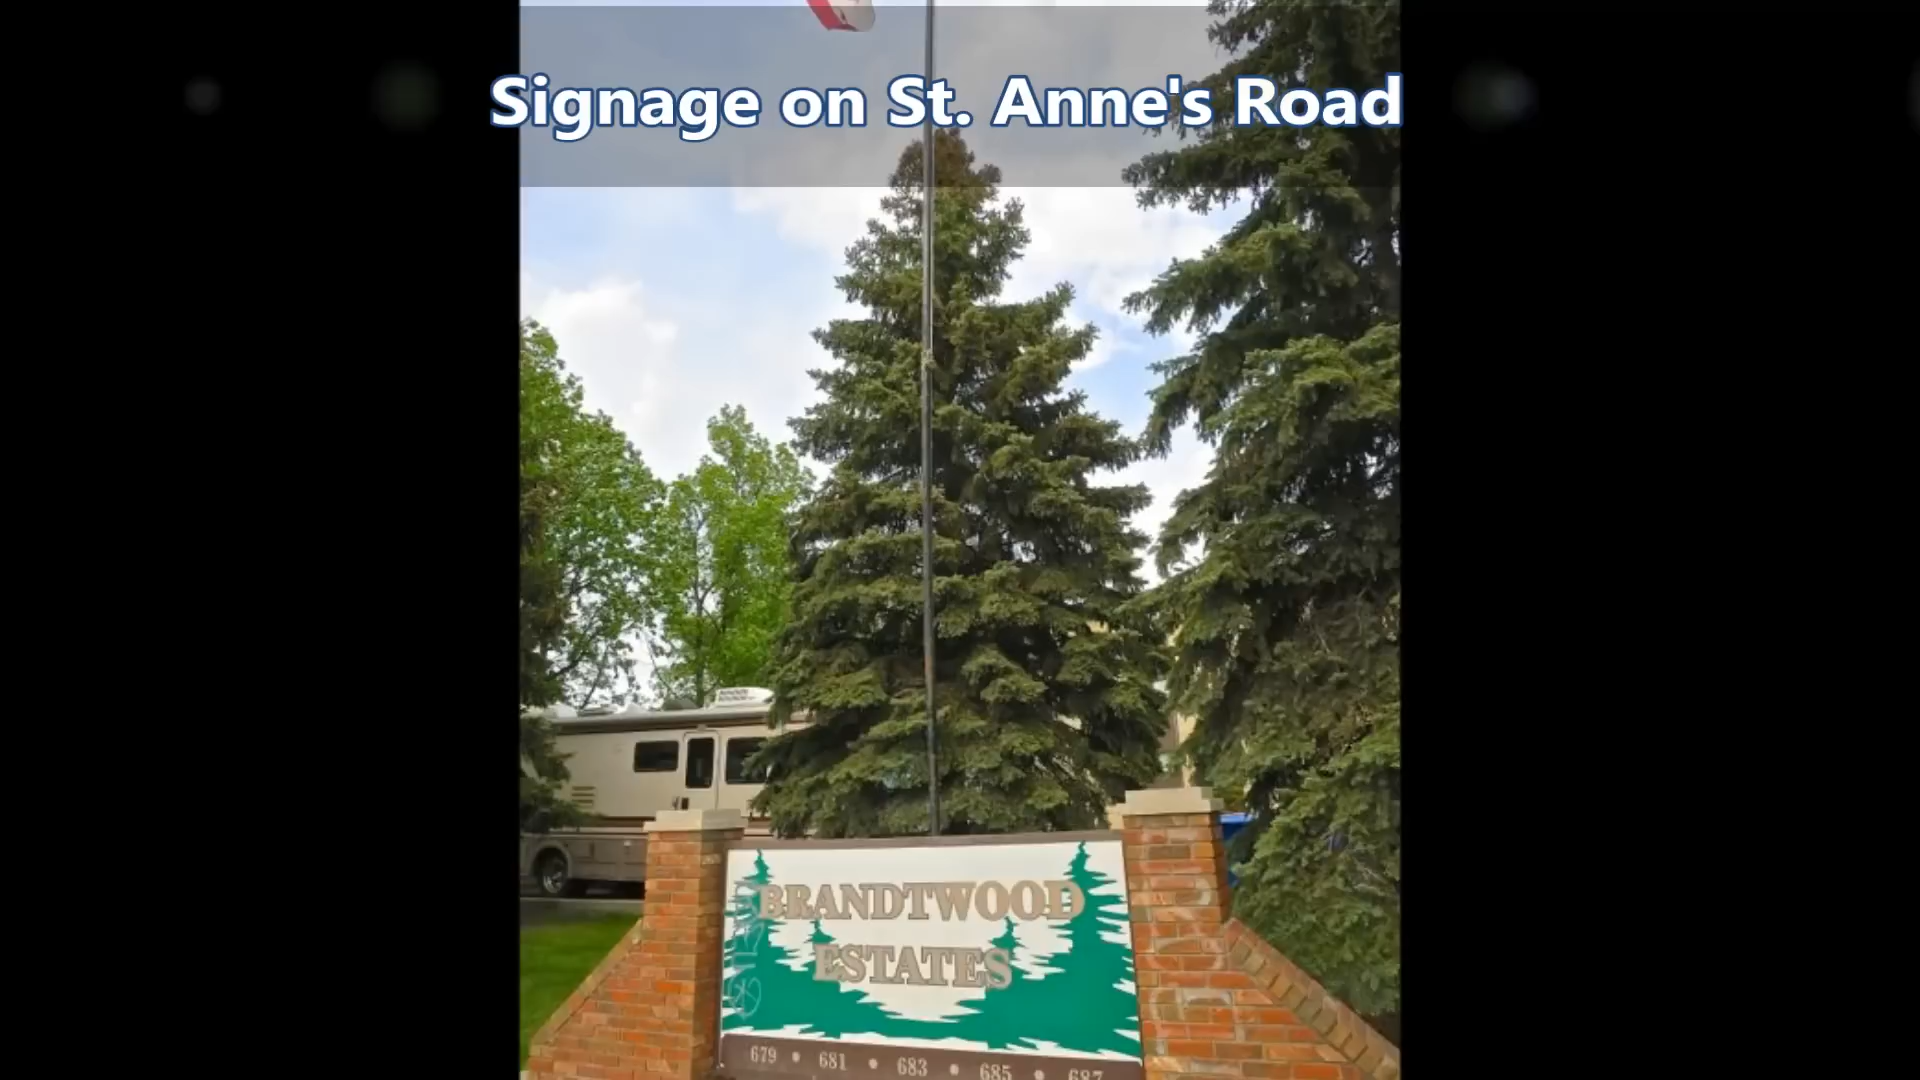 Signage on St. Anne's Road
BRANDTWOOD
ESTATES
679 • 681 • 683 • 685 • 687